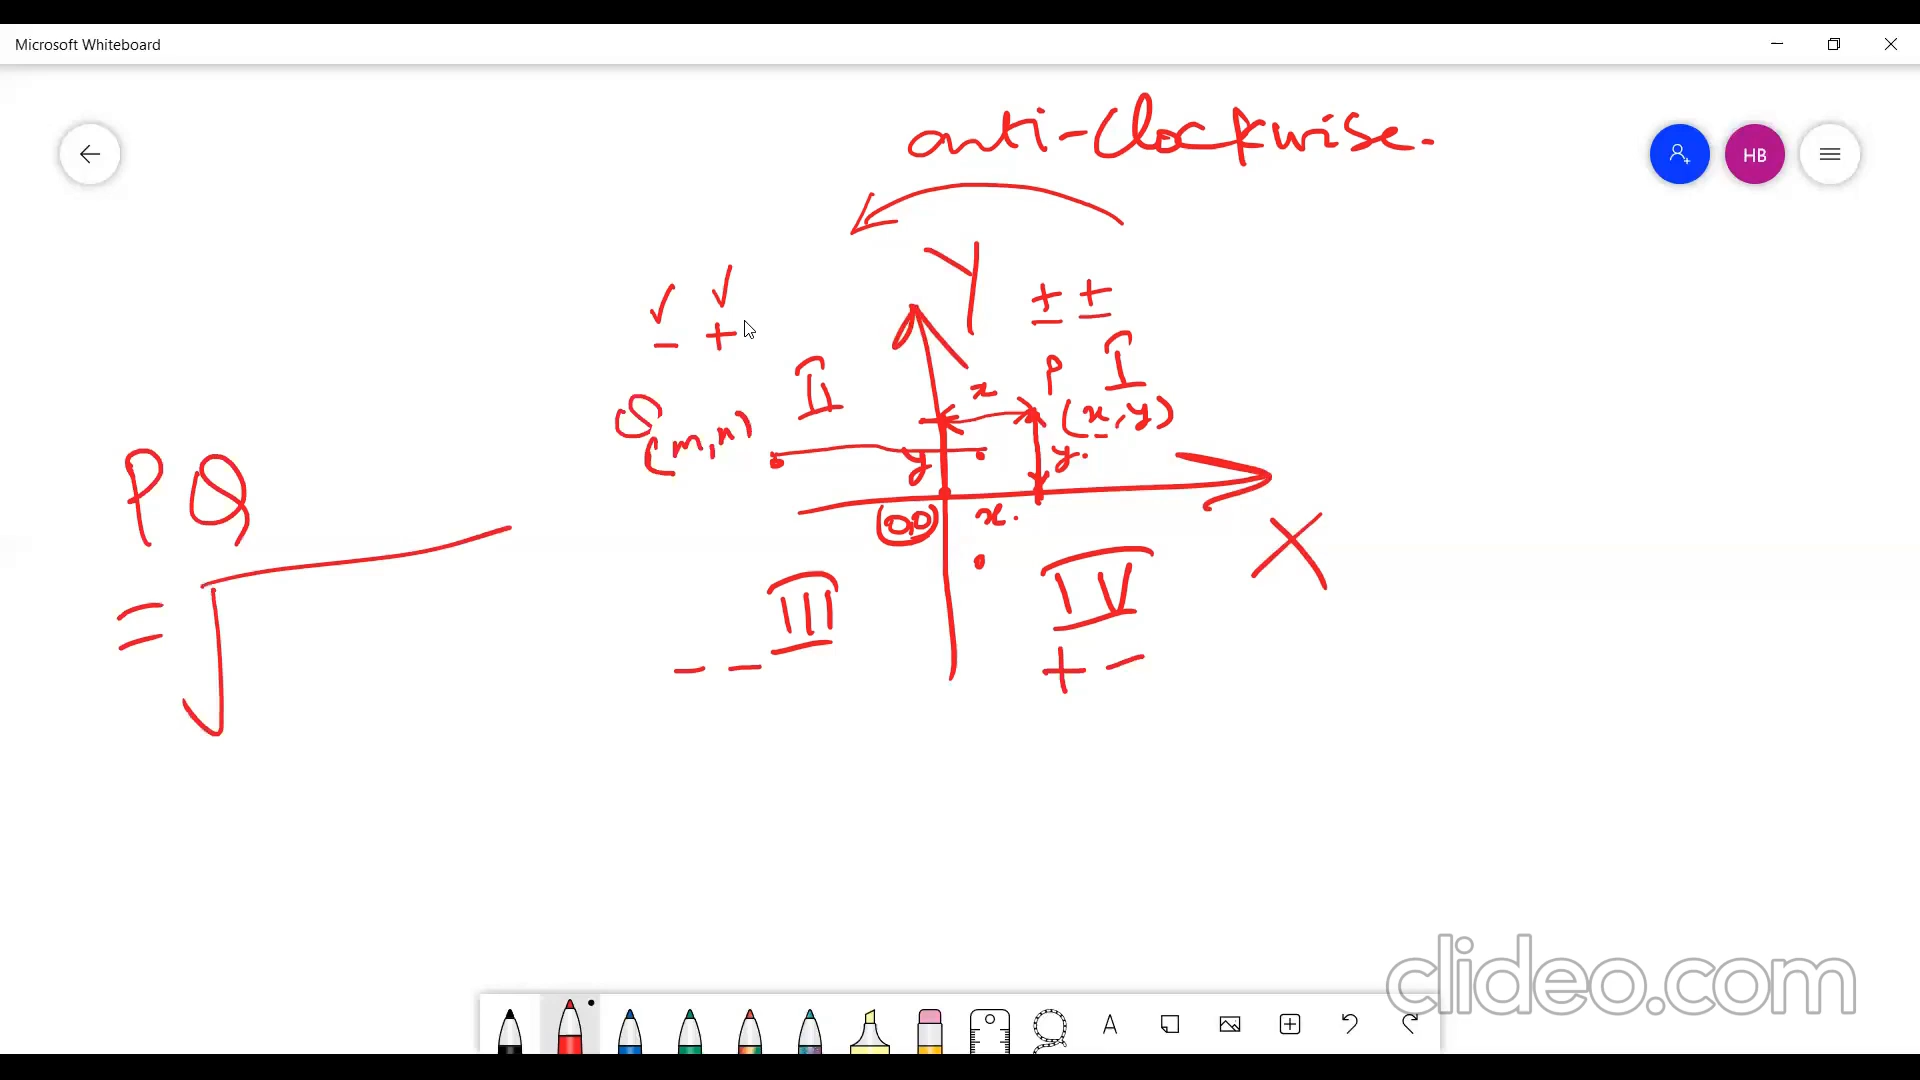 Microsoft Whiteboard
anti-clockwise.
HB
Y
✓ ✓
- +
+ +
II
P I
x
(x,y)
Q
(m,n)
y
y.
PQ
(0,0)
x.
X
= √
III
IV
- -
+ -
clideo.com
A